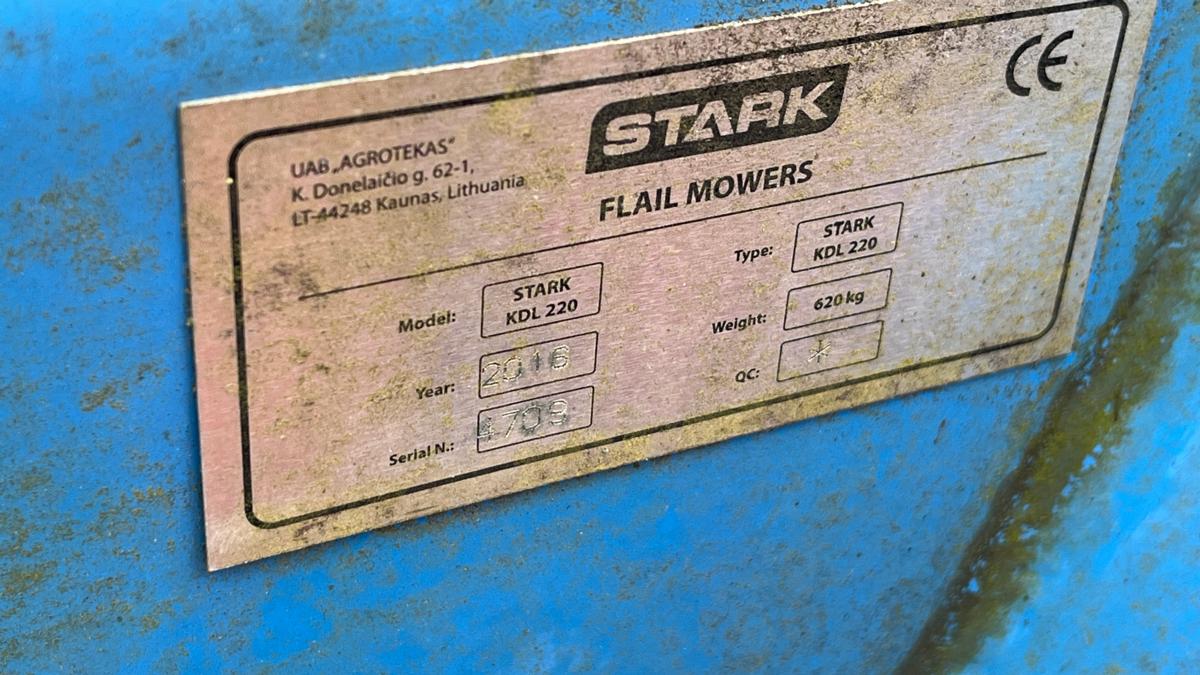 UAB „AGROTEKAS"
K. Donelaičio g. 62-1,
LT-44248 Kaunas, Lithuania
STARK
CE
FLAIL MOWERS
Model: STARK KDL 220
Year: 2016
Serial N.: 4709
Type: STARK KDL 220
Weight: 620 kg
QC: *